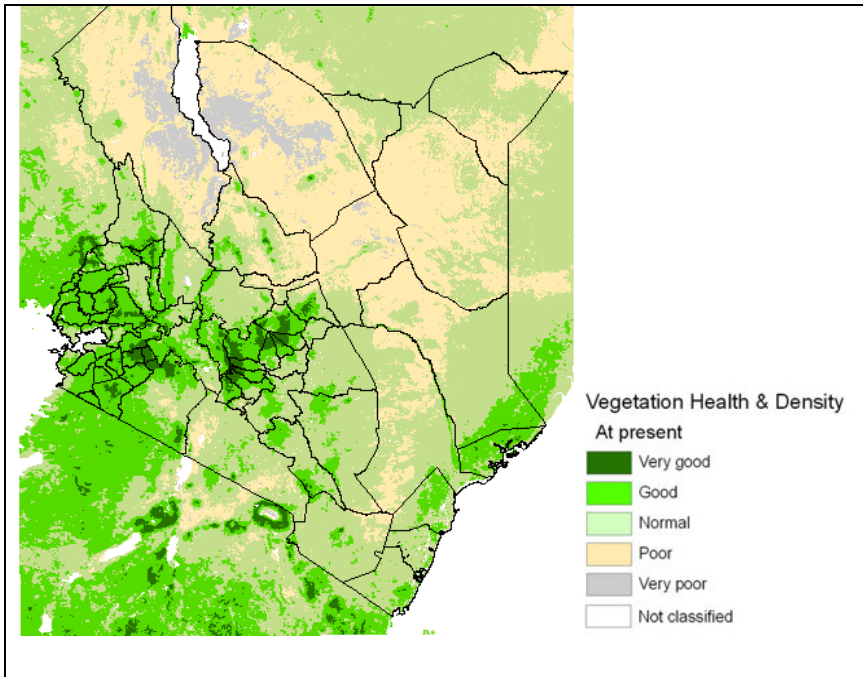 Vegetation Health & Density
At present
Very good
Good
Normal
Poor
Very poor
Not classified